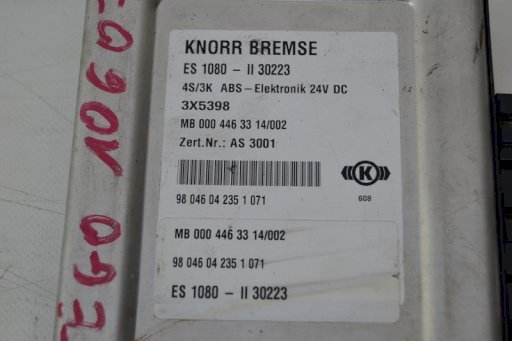 KNORR BREMSE
ES 1080 – II 30223
4S/3K ABS – Elektronik 24V DC
3X5398
MB 000 446 33 14/002
Zert.Nr.: AS 3001
K
98 046 04 235 1 071
608
MB 000 446 33 14/002
98 046 04 235 1 071
ES 1080 – II 30223